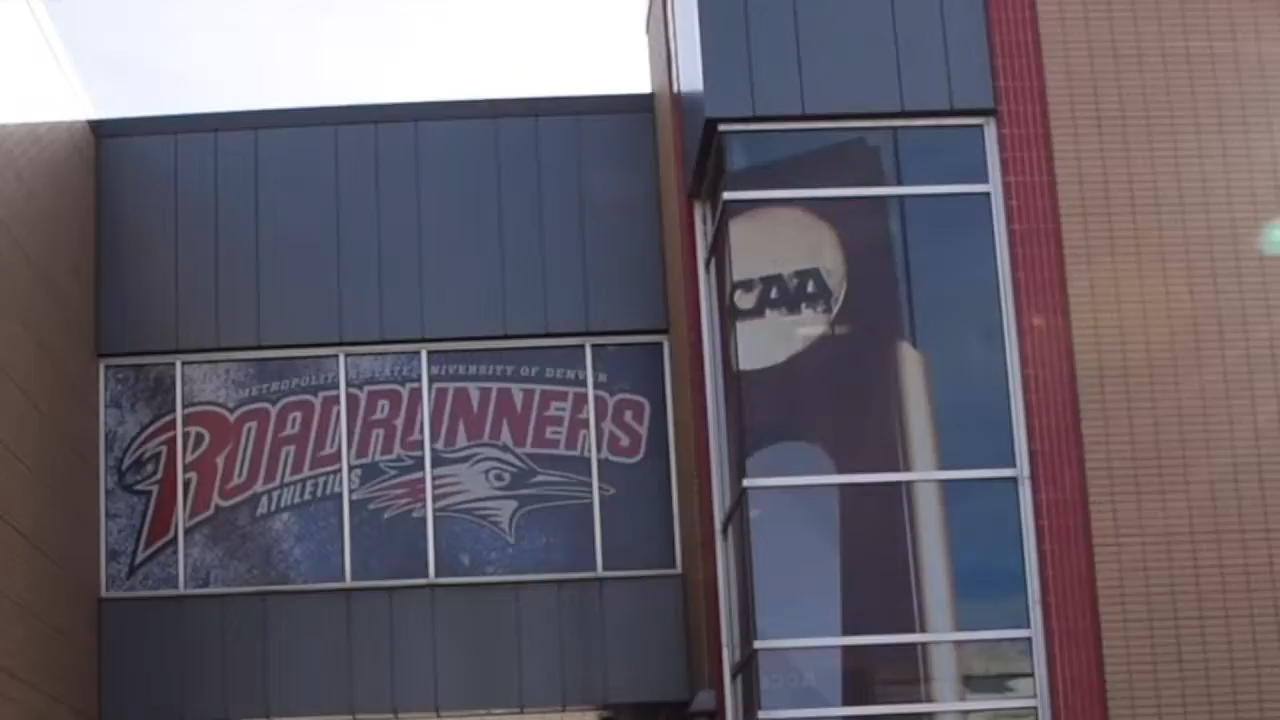 METROPOLITAN STATE UNIVERSITY OF DENVER
ROADRUNNERS
ATHLETICS
CAA